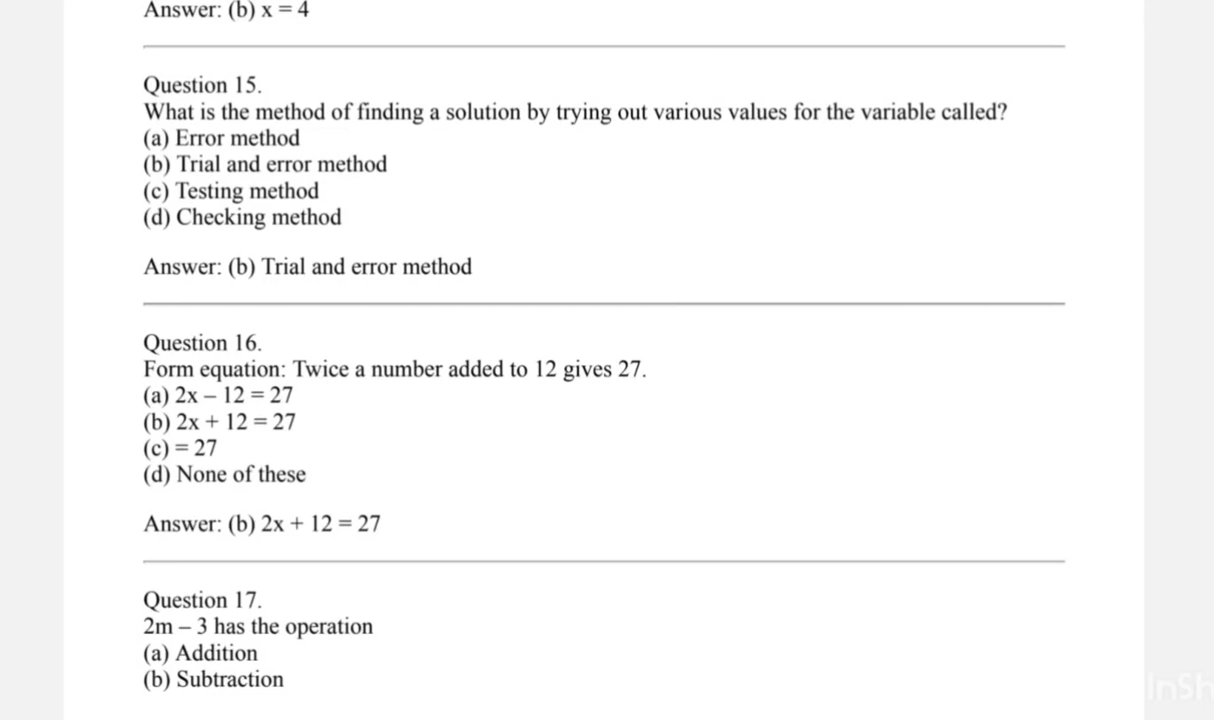 Answer: (b) x = 4
Question 15.
What is the method of finding a solution by trying out various values for the variable called?
(a) Error method
(b) Trial and error method
(c) Testing method
(d) Checking method
Answer: (b) Trial and error method
Question 16.
Form equation: Twice a number added to 12 gives 27.
(a) 2x – 12 = 27
(b) 2x + 12 = 27
(c) = 27
(d) None of these
Answer: (b) 2x + 12 = 27
Question 17.
2m – 3 has the operation
(a) Addition
(b) Subtraction
InSh